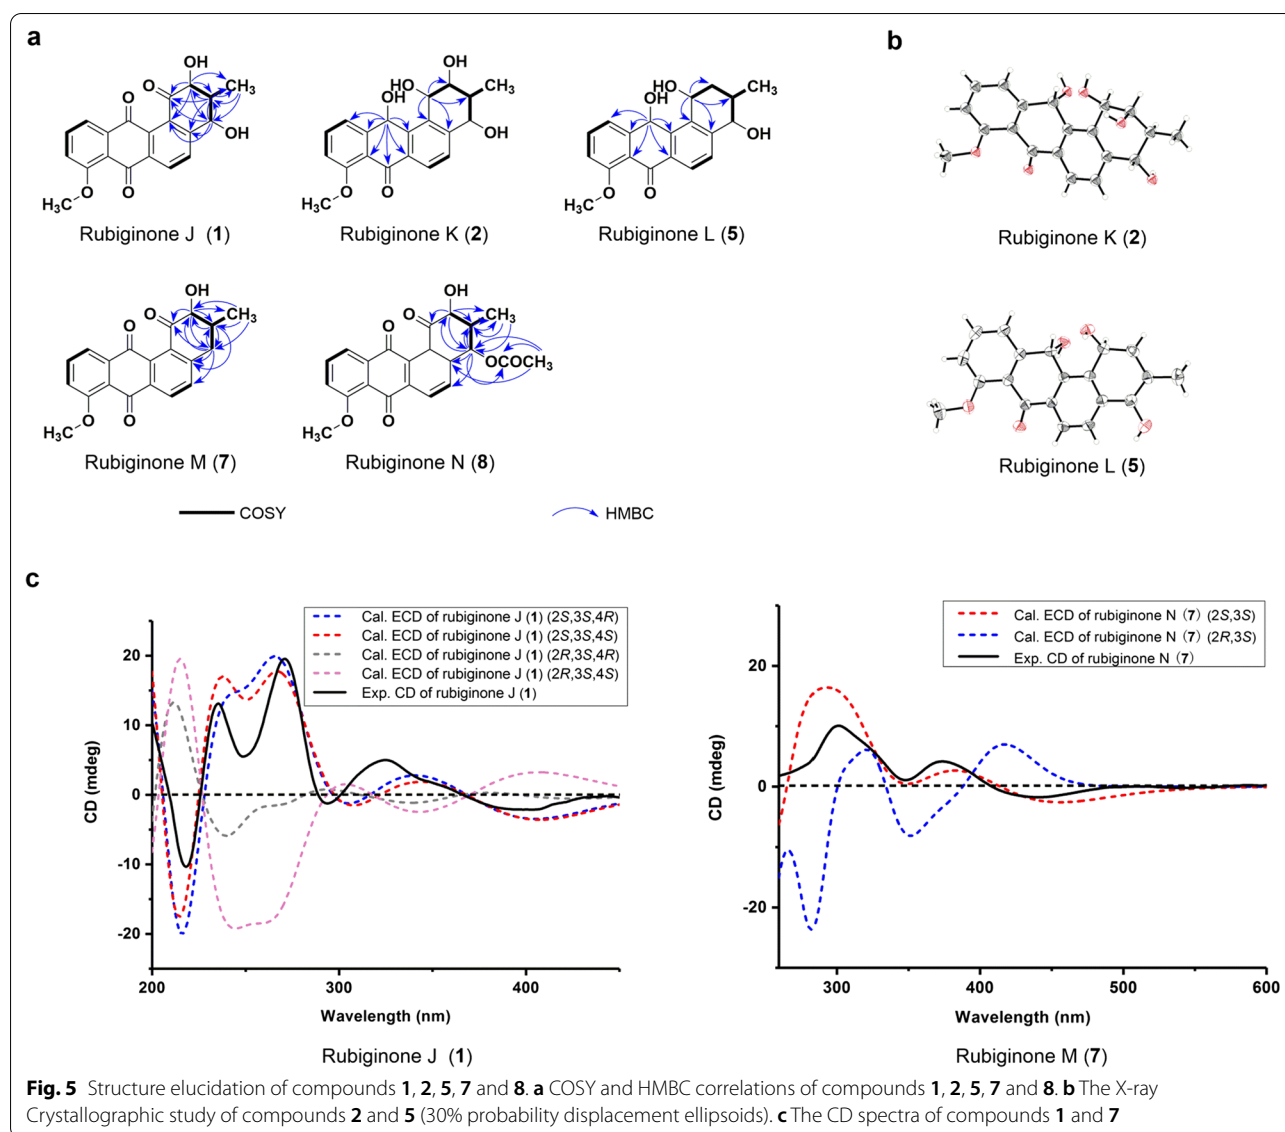 a
b
OH
O
CH₃
O
OH
O
O
H₃C
Rubiginone J (1)
OH
HO
OH
CH₃
OH
O
O
H₃C
Rubiginone K (2)
HO
OH
CH₃
OH
O
O
H₃C
Rubiginone L (5)
Rubiginone K (2)
OH
O
CH₃
O
O
O
H₃C
Rubiginone M (7)
OH
O
CH₃
O
OCOCH₃
O
O
H₃C
Rubiginone N (8)
Rubiginone L (5)
COSY
HMBC
c
Cal. ECD of rubiginone J (1) (2S,3S,4R)
Cal. ECD of rubiginone J (1) (2S,3S,4S)
Cal. ECD of rubiginone J (1) (2R,3S,4R)
Cal. ECD of rubiginone J (1) (2R,3S,4S)
Exp. CD of rubiginone J (1)
20
10
0
-10
-20
CD (mdeg)
200
300
400
Wavelength (nm)
Rubiginone J (1)
Cal. ECD of rubiginone N (7) (2S,3S)
Cal. ECD of rubiginone N (7) (2R,3S)
Exp. CD of rubiginone N (7)
20
0
-20
CD (mdeg)
300
400
500
600
Wavelength (nm)
Rubiginone M (7)
Fig. 5 Structure elucidation of compounds 1, 2, 5, 7 and 8. a COSY and HMBC correlations of compounds 1, 2, 5, 7 and 8. b The X-ray
Crystallographic study of compounds 2 and 5 (30% probability displacement ellipsoids). c The CD spectra of compounds 1 and 7